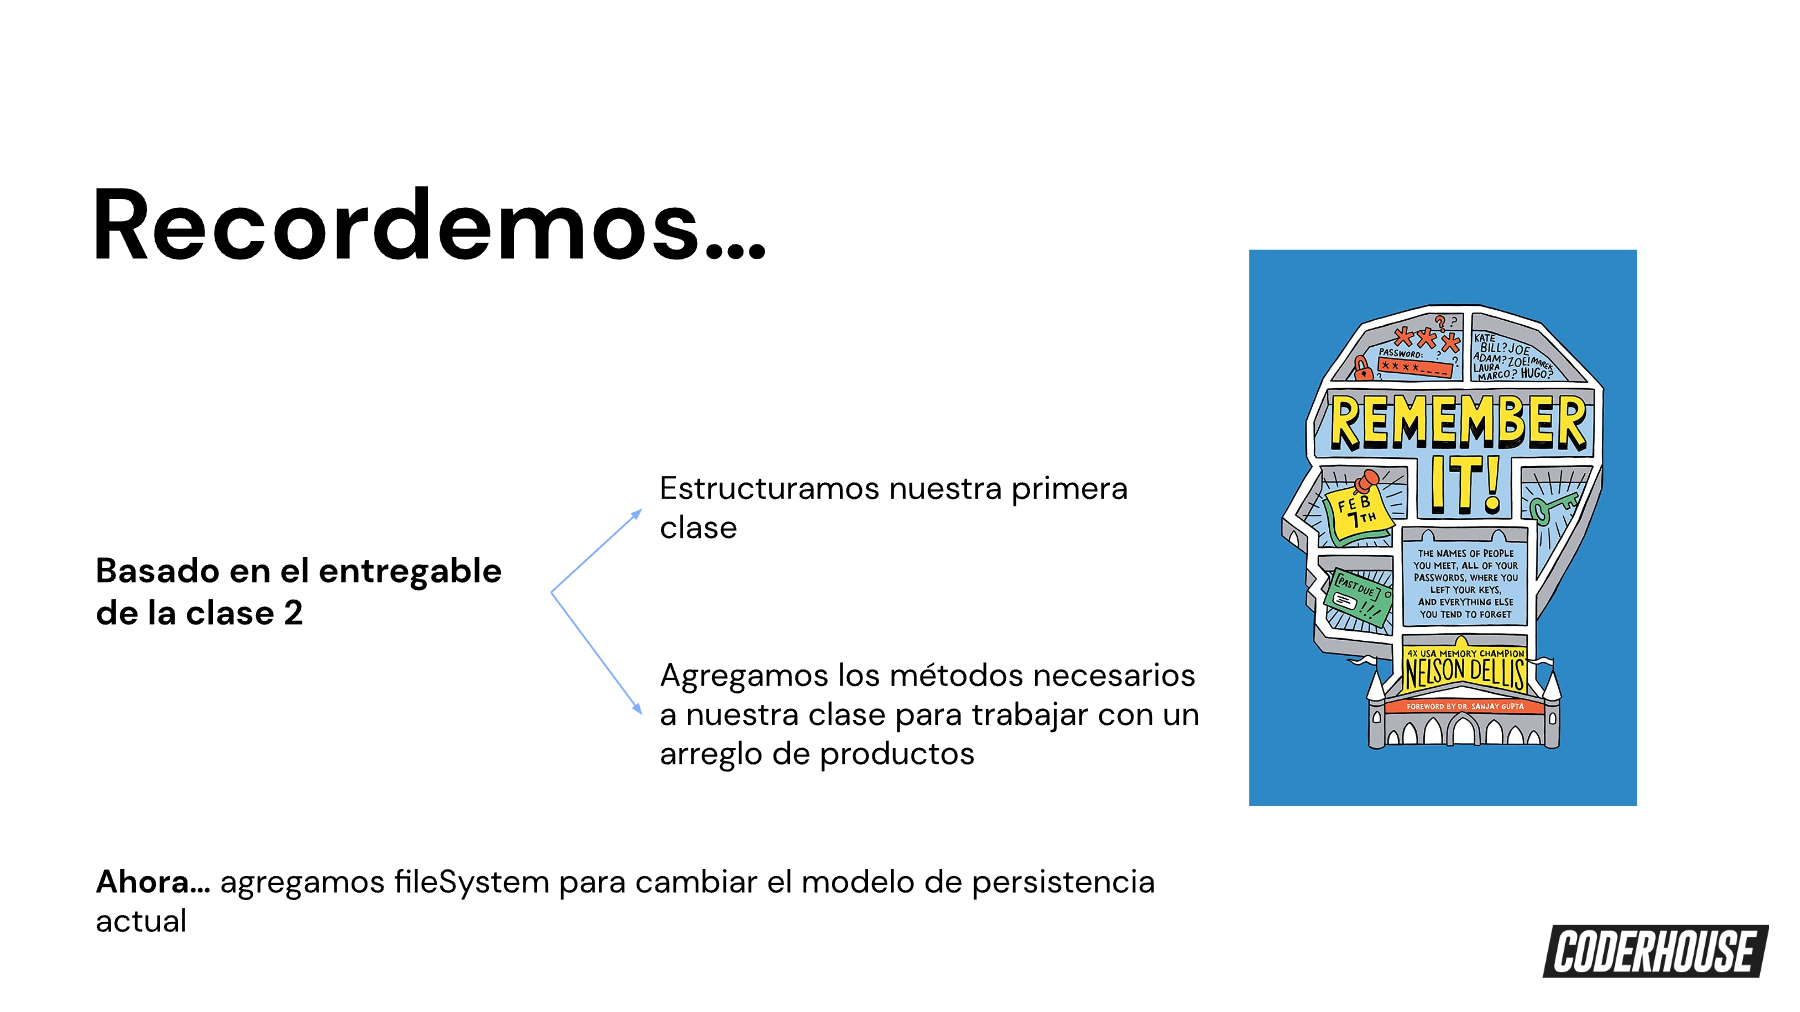 Recordemos...
Basado en el entregable
de la clase 2
Estructuramos nuestra primera
clase
Agregamos los métodos necesarios
a nuestra clase para trabajar con un
arreglo de productos
Ahora... agregamos fileSystem para cambiar el modelo de persistencia
actual
? ?
***
PASSWORD: ?
****____ ?
?
KATE
BILL? JOE
ADAM? ZOE! MAREK
LAURA
MARCO? HUGO?
REMEMBER
IT!
FEB
7TH
PAST DUE
!!!
THE NAMES OF PEOPLE
YOU MEET, ALL OF YOUR
PASSWORDS, WHERE YOU
LEFT YOUR KEYS,
AND EVERYTHING ELSE
YOU TEND TO FORGET
4X USA MEMORY CHAMPION
NELSON DELLIS
FOREWORD BY DR. SANJAY GUPTA
CODERHOUSE